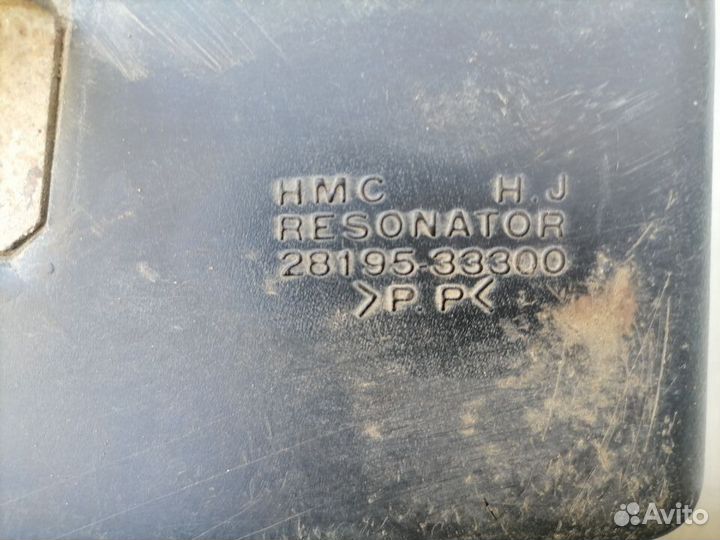 HMC H.J
RESONATOR
28195-33300
>P.P<
Avito